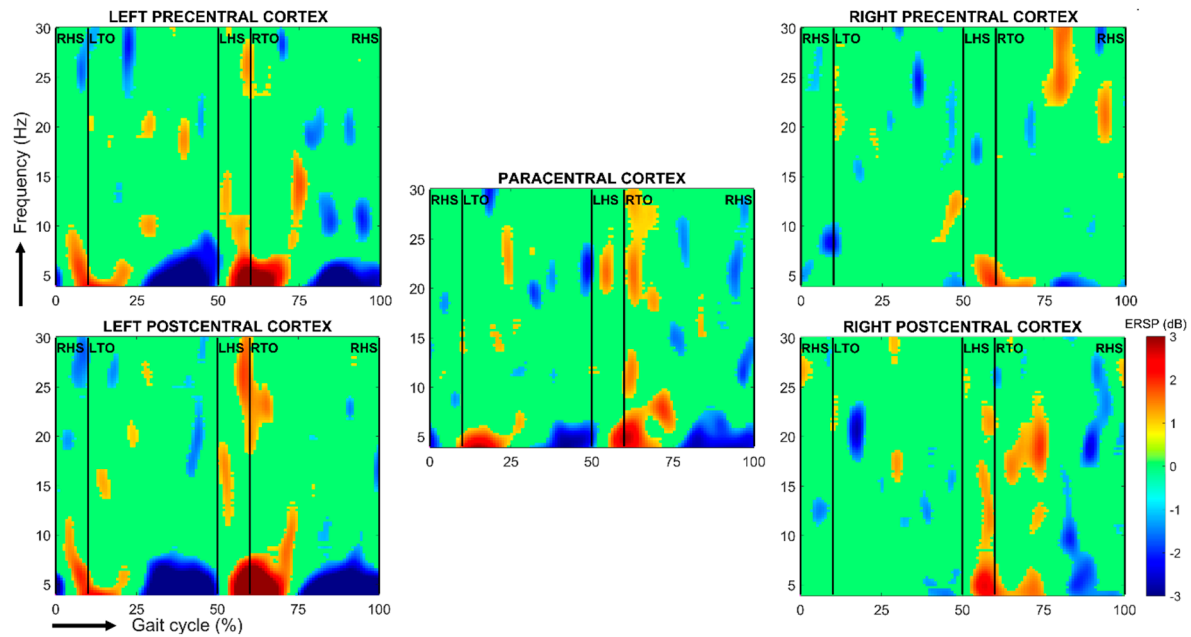 LEFT PRECENTRAL CORTEX
RHS LTO LHS RTO RHS
30
25
20
15
10
5
0 25 50 75 100
Frequency (Hz)
RIGHT PRECENTRAL CORTEX
RHS LTO LHS RTO RHS
30
25
20
15
10
5
0 25 50 75 100
PARACENTRAL CORTEX
RHS LTO LHS RTO RHS
30
25
20
15
10
5
0 25 50 75 100
LEFT POSTCENTRAL CORTEX
RHS LTO LHS RTO RHS
30
25
20
15
10
5
0 25 50 75 100
Gait cycle (%)
RIGHT POSTCENTRAL CORTEX
RHS LTO LHS RTO RHS
30
25
20
15
10
5
0 25 50 75 100
ERSP (dB)
3
2
1
0
-1
-2
-3